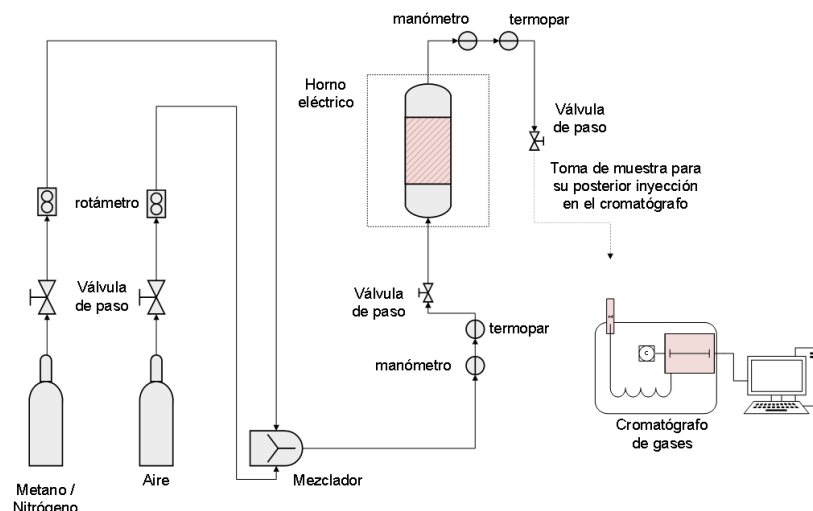 manómetro
termopar
Horno
eléctrico
Válvula
de paso
Toma de muestra para
su posterior inyección
en el cromatógrafo
rotámetro
Válvula
de paso
Válvula
de paso
termopar
manómetro
C
Cromatógrafo
de gases
Mezclador
Aire
Metano /
Nitrógeno